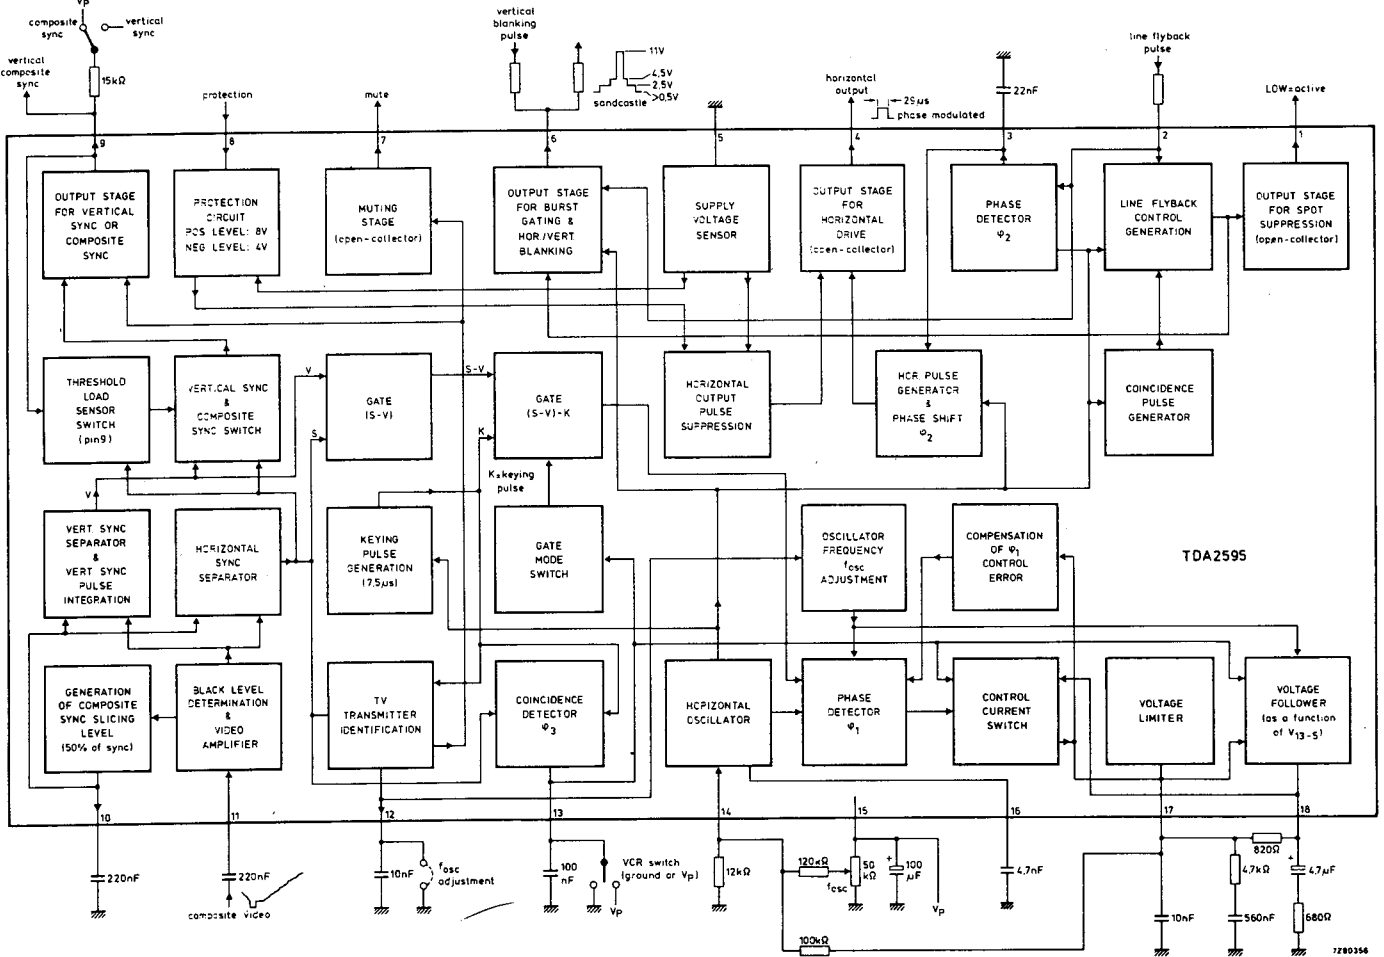 Vp
composite sync
vertical sync
vertical composite sync
15kΩ
protection
mute
vertical blanking pulse
11V
4,5V
2,5V
>0,5V
sandcastle
horizontal output
29µs
phase modulated
22nF
line flyback pulse
LOW=active
9
8
7
6
5
4
3
2
1
OUTPUT STAGE FOR VERTICAL SYNC OR COMPOSITE SYNC
PROTECTION CIRCUIT POS LEVEL: 8V NEG LEVEL: 4V
MUTING STAGE (open-collector)
OUTPUT STAGE FOR BURST GATING & HOR./VERT BLANKING
SUPPLY VOLTAGE SENSOR
OUTPUT STAGE FOR HORIZONTAL DRIVE (open-collector)
PHASE DETECTOR φ2
LINE FLYBACK CONTROL GENERATION
OUTPUT STAGE FOR SPOT SUPPRESSION (open-collector)
THRESHOLD LOAD SENSOR SWITCH (pin9)
VERTICAL SYNC & COMPOSITE SYNC SWITCH
V
S
GATE (S-V)
S-V
K
GATE (S-V)-K
HORIZONTAL OUTPUT PULSE SUPPRESSION
HOR. PULSE GENERATOR & PHASE SHIFT φ2
COINCIDENCE PULSE GENERATOR
K=keying pulse
V
VERT SYNC SEPARATOR & VERT SYNC PULSE INTEGRATION
HORIZONTAL SYNC SEPARATOR
KEYING PULSE GENERATION (7,5µs)
GATE MODE SWITCH
OSCILLATOR FREQUENCY fosc ADJUSTMENT
COMPENSATION OF φ1 CONTROL ERROR
TDA2595
GENERATION OF COMPOSITE SYNC SLICING LEVEL (50% of sync)
BLACK LEVEL DETERMINATION & VIDEO AMPLIFIER
TV TRANSMITTER IDENTIFICATION
COINCIDENCE DETECTOR φ3
HORIZONTAL OSCILLATOR
PHASE DETECTOR φ1
CONTROL CURRENT SWITCH
VOLTAGE LIMITER
VOLTAGE FOLLOWER (as a function of V13-5)
10
11
12
13
14
15
16
17
18
220nF
220nF
composite video
10nF
fosc adjustment
100 nF
VCR switch (ground or Vp)
Vp
12kΩ
120kΩ
fosc
50 kΩ
+
100 µF
Vp
4,7nF
100kΩ
10nF
820Ω
4,7kΩ
560nF
+
4,7µF
680Ω
7Z80356